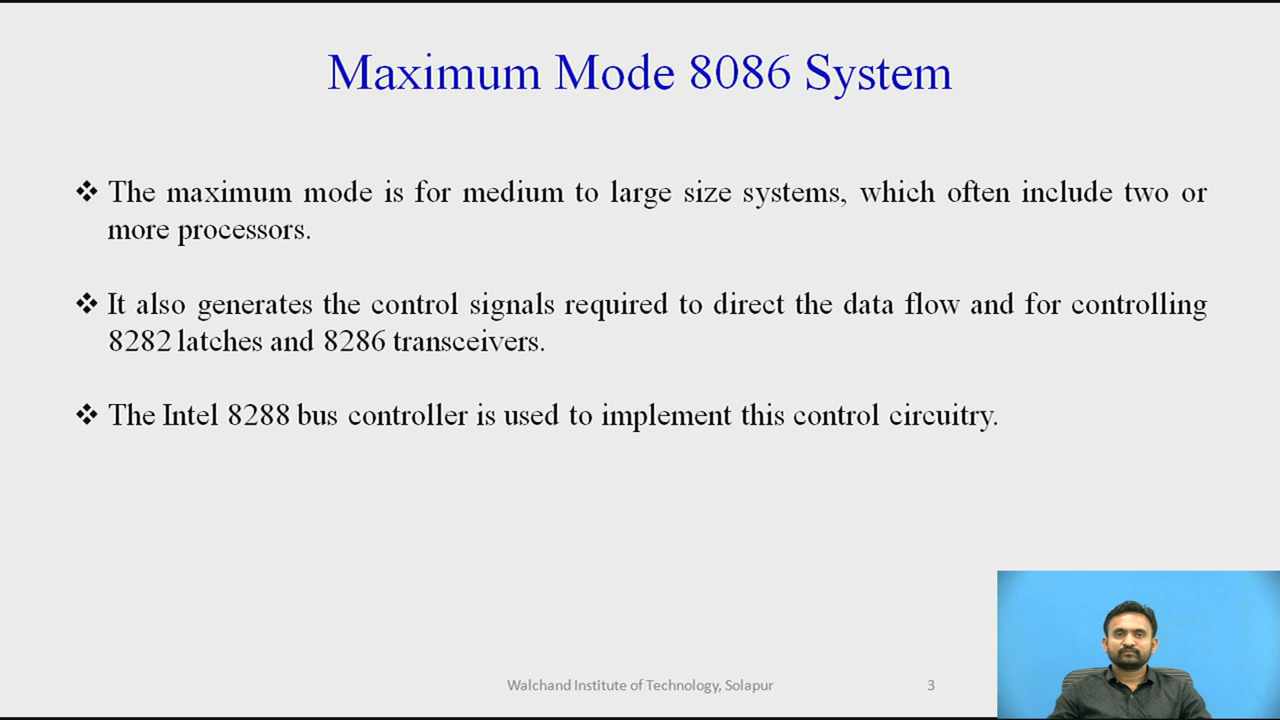 Maximum Mode 8086 System
❖ The maximum mode is for medium to large size systems, which often include two or
more processors.
❖ It also generates the control signals required to direct the data flow and for controlling
8282 latches and 8286 transceivers.
❖ The Intel 8288 bus controller is used to implement this control circuitry.
Walchand Institute of Technology, Solapur
3